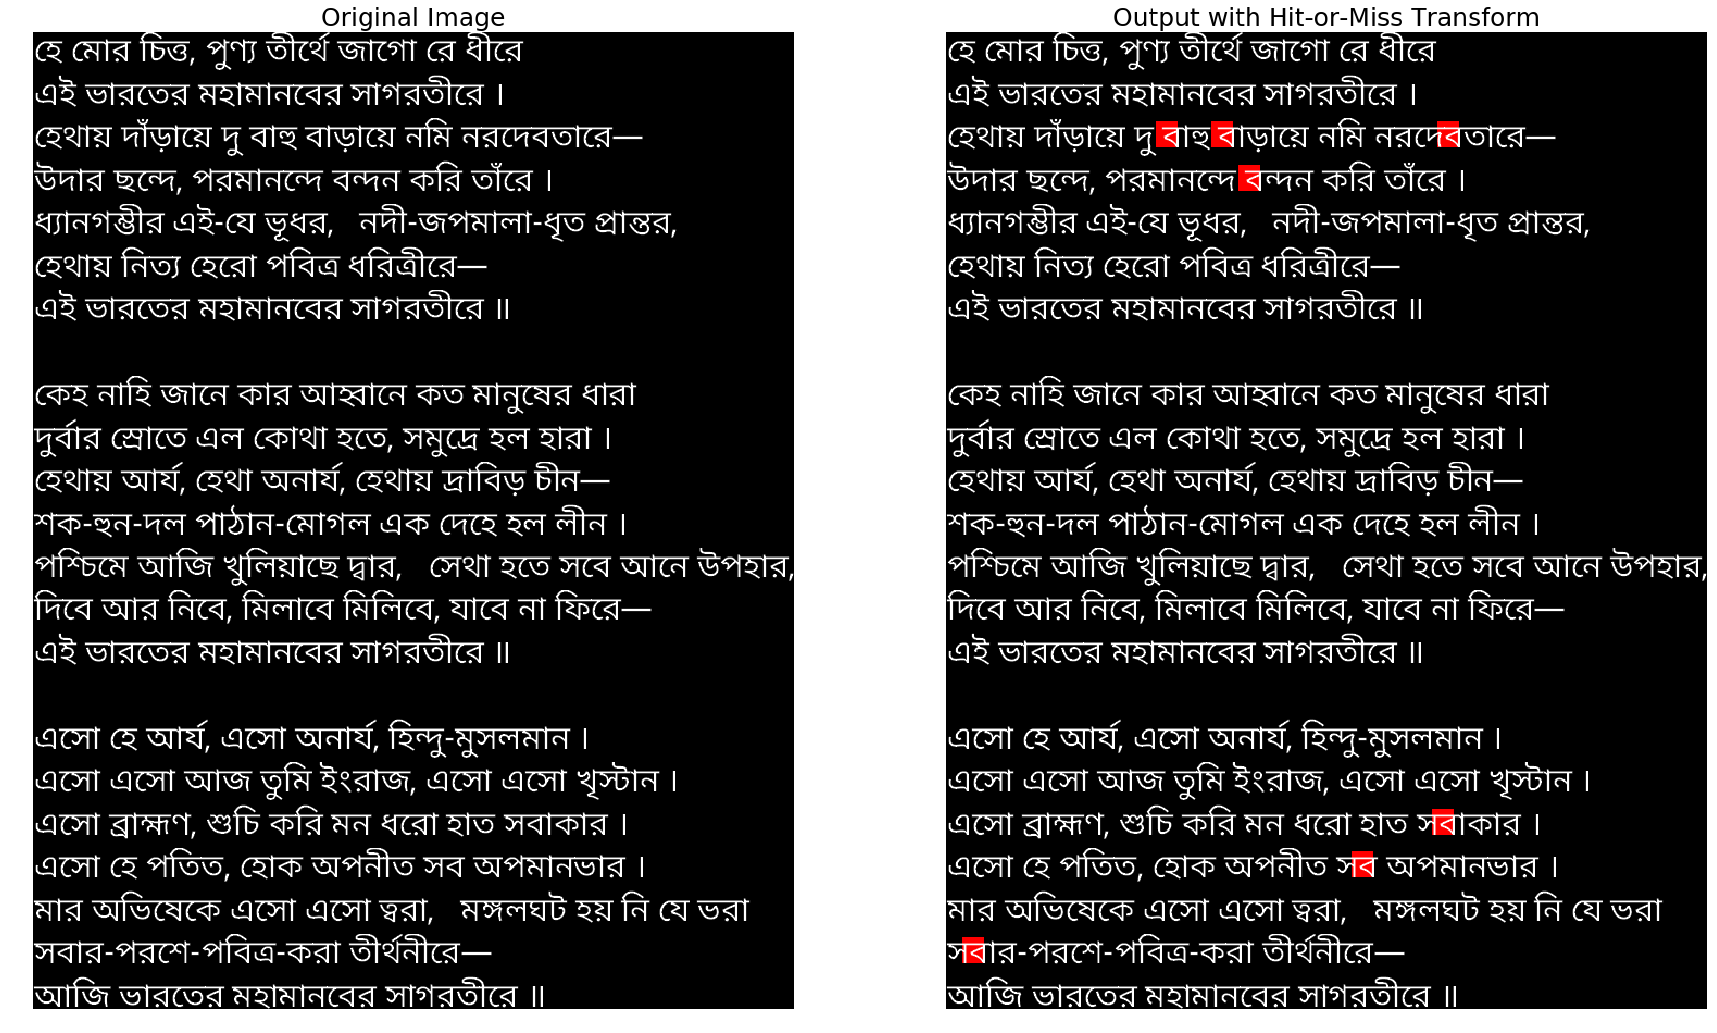 Original Image
হে মোর চিত্ত, পুণ্য তীর্থে জাগো রে ধীরে
এই ভারতের মহামানবের সাগরতীরে ।
হেথায় দাঁড়ায়ে দু বাহু বাড়ায়ে নমি নরদেবতারে—
উদার ছন্দে, পরমানন্দে বন্দন করি তাঁরে ।
ধ্যানগম্ভীর এই-যে ভূধর,   নদী-জপমালা-ধৃত প্রান্তর,
হেথায় নিত্য হেরো পবিত্র ধরিত্রীরে—
এই ভারতের মহামানবের সাগরতীরে ॥
কেহ নাহি জানে কার আহ্বানে কত মানুষের ধারা
দুর্বার স্রোতে এল কোথা হতে, সমুদ্রে হল হারা ।
হেথায় আর্য, হেথা অনার্য, হেথায় দ্রাবিড় চীন—
শক-হুন-দল পাঠান-মোগল এক দেহে হল লীন ।
পশ্চিমে আজি খুলিয়াছে দ্বার,   সেথা হতে সবে আনে উপহার,
দিবে আর নিবে, মিলাবে মিলিবে, যাবে না ফিরে—
এই ভারতের মহামানবের সাগরতীরে ॥
এসো হে আর্য, এসো অনার্য, হিন্দু-মুসলমান ।
এসো এসো আজ তুমি ইংরাজ, এসো এসো খৃস্টান ।
এসো ব্রাহ্মণ, শুচি করি মন ধরো হাত সবাকার ।
এসো হে পতিত, হোক অপনীত সব অপমানভার ।
মার অভিষেকে এসো এসো ত্বরা,   মঙ্গলঘট হয় নি যে ভরা
সবার-পরশে-পবিত্র-করা তীর্থনীরে—
আজি ভারতের মহামানবের সাগরতীরে ॥
Output with Hit-or-Miss Transform
হে মোর চিত্ত, পুণ্য তীর্থে জাগো রে ধীরে
এই ভারতের মহামানবের সাগরতীরে ।
হেথায় দাঁড়ায়ে দু বাহু বাড়ায়ে নমি নরদেবতারে—
উদার ছন্দে, পরমানন্দে বন্দন করি তাঁরে ।
ধ্যানগম্ভীর এই-যে ভূধর,   নদী-জপমালা-ধৃত প্রান্তর,
হেথায় নিত্য হেরো পবিত্র ধরিত্রীরে—
এই ভারতের মহামানবের সাগরতীরে ॥
কেহ নাহি জানে কার আহ্বানে কত মানুষের ধারা
দুর্বার স্রোতে এল কোথা হতে, সমুদ্রে হল হারা ।
হেথায় আর্য, হেথা অনার্য, হেথায় দ্রাবিড় চীন—
শক-হুন-দল পাঠান-মোগল এক দেহে হল লীন ।
পশ্চিমে আজি খুলিয়াছে দ্বার,   সেথা হতে সবে আনে উপহার,
দিবে আর নিবে, মিলাবে মিলিবে, যাবে না ফিরে—
এই ভারতের মহামানবের সাগরতীরে ॥
এসো হে আর্য, এসো অনার্য, হিন্দু-মুসলমান ।
এসো এসো আজ তুমি ইংরাজ, এসো এসো খৃস্টান ।
এসো ব্রাহ্মণ, শুচি করি মন ধরো হাত সবাকার ।
এসো হে পতিত, হোক অপনীত সব অপমানভার ।
মার অভিষেকে এসো এসো ত্বরা,   মঙ্গলঘট হয় নি যে ভরা
সবার-পরশে-পবিত্র-করা তীর্থনীরে—
আজি ভারতের মহামানবের সাগরতীরে ॥